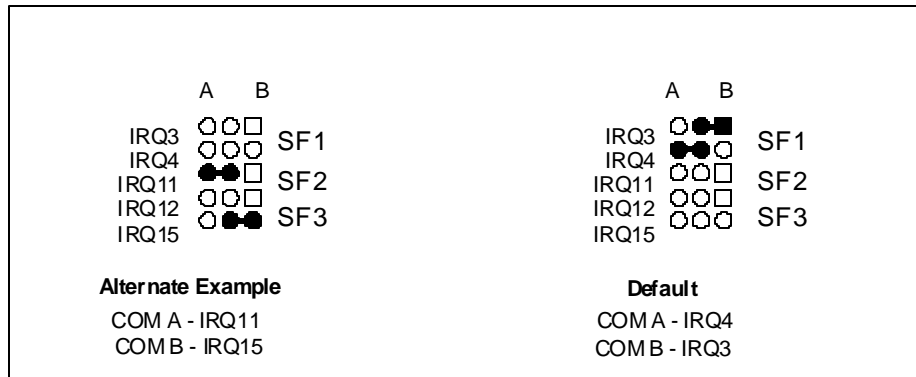 A B
IRQ3
IRQ4
IRQ11
IRQ12
IRQ15
SF1
SF2
SF3
Alternate Example
COM A - IRQ11
COM B - IRQ15
A B
IRQ3
IRQ4
IRQ11
IRQ12
IRQ15
SF1
SF2
SF3
Default
COM A - IRQ4
COM B - IRQ3